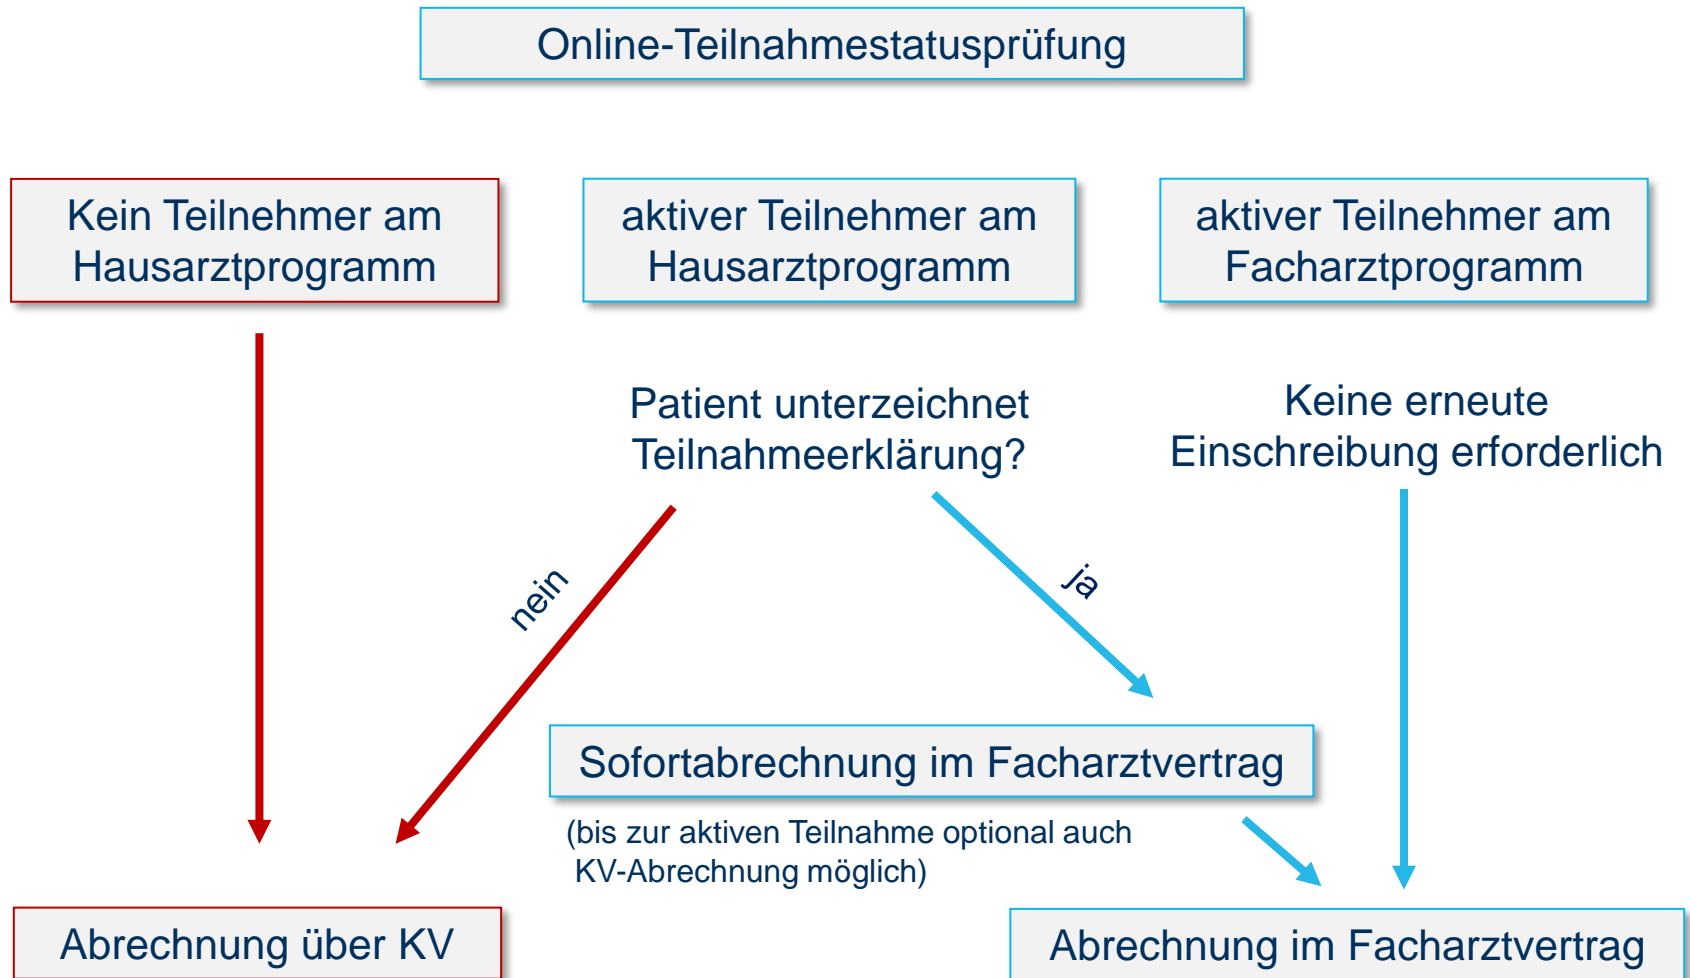 Online-Teilnahmestatusprüfung
Kein Teilnehmer am
Hausarztprogramm
aktiver Teilnehmer am
Hausarztprogramm
aktiver Teilnehmer am
Facharztprogramm
Patient unterzeichnet
Teilnahmeerklärung?
Keine erneute
Einschreibung erforderlich
nein
ja
Sofortabrechnung im Facharztvertrag
(bis zur aktiven Teilnahme optional auch
KV-Abrechnung möglich)
Abrechnung über KV
Abrechnung im Facharztvertrag